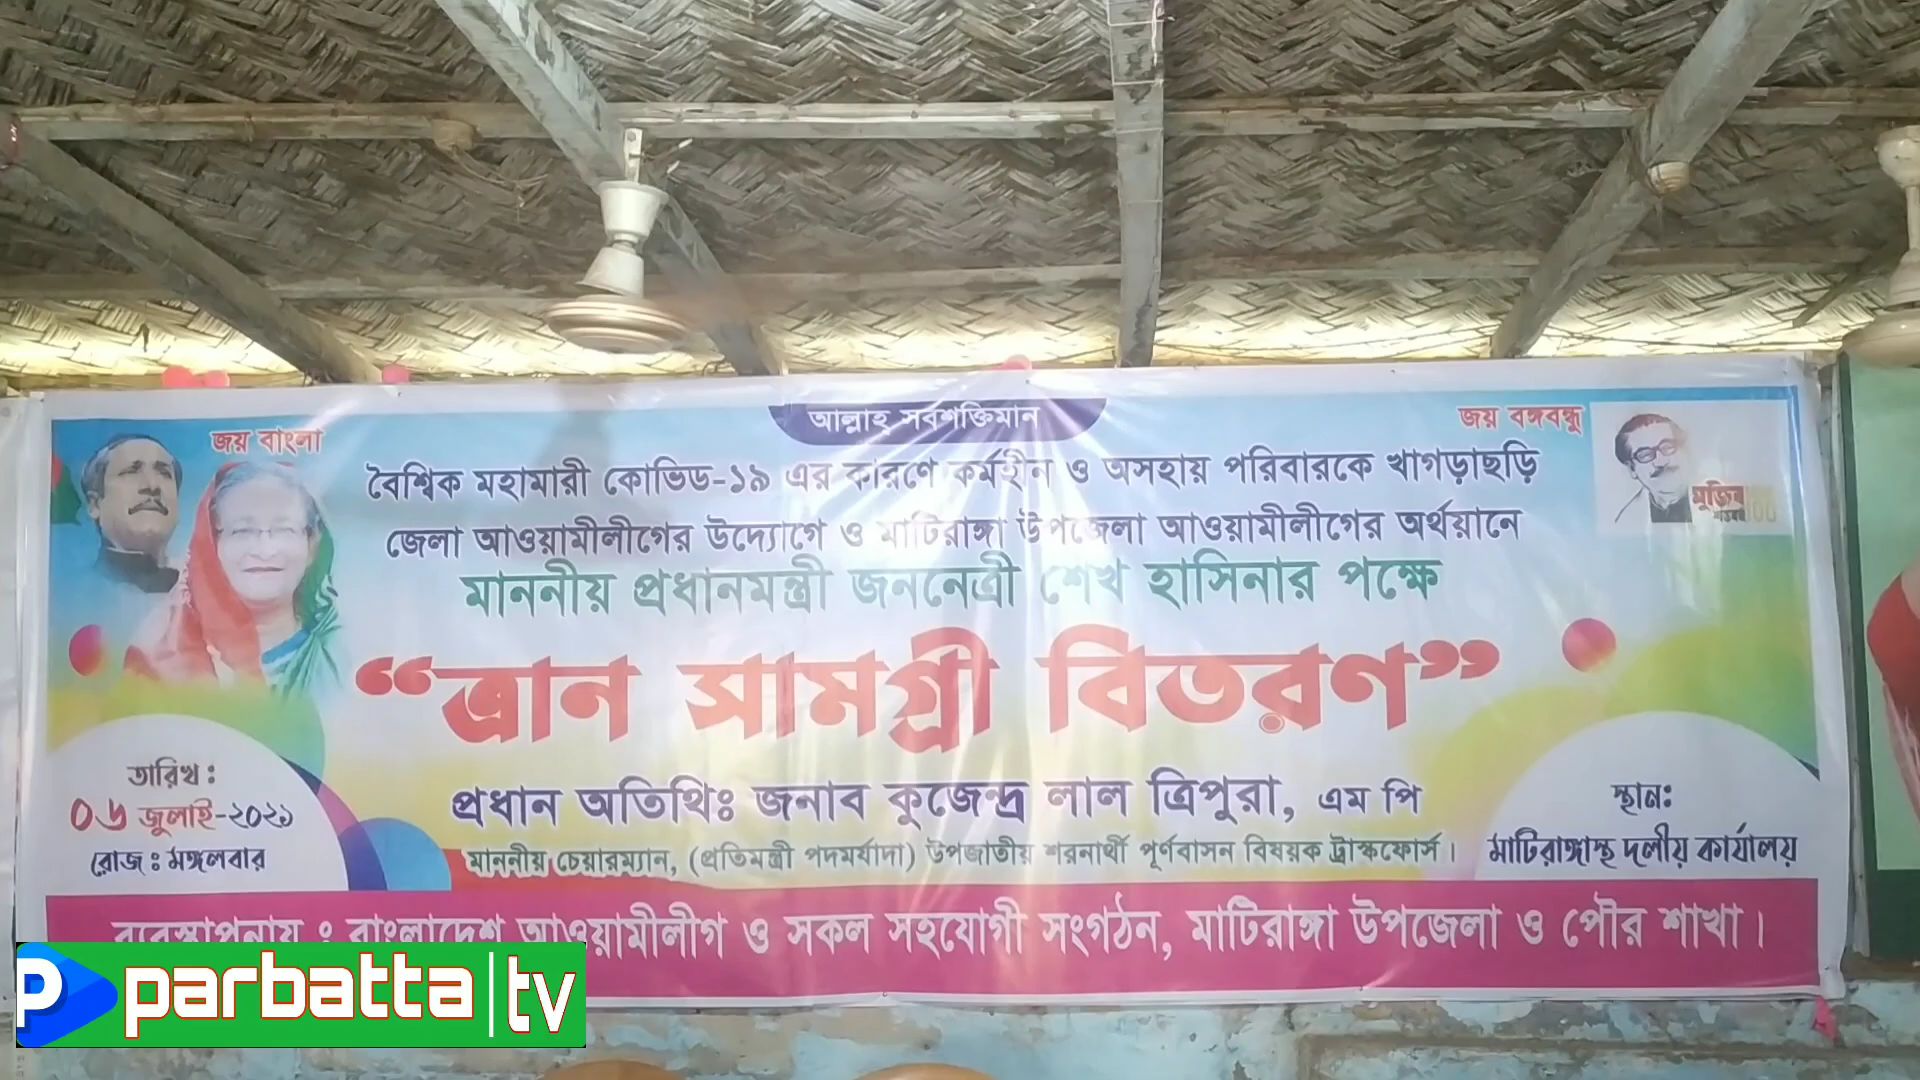 আল্লাহ সর্বশক্তিমান
জয় বাংলা
জয় বঙ্গবন্ধু
মুজিব
100
বৈশ্বিক মহামারী কোভিড-১৯ এর কারণে কর্মহীন ও অসহায় পরিবারকে খাগড়াছড়ি
জেলা আওয়ামীলীগের উদ্যোগে ও মাটিরাঙ্গা উপজেলা আওয়ামীলীগের অর্থয়ানে
মাননীয় প্রধানমন্ত্রী জননেত্রী শেখ হাসিনার পক্ষে
“ত্রান সামগ্রী বিতরণ”
তারিখ :
০৬ জুলাই-২০২১
রোজ : মঙ্গলবার
প্রধান অতিথিঃ জনাব কুজেন্দ্র লাল ত্রিপুরা, এম পি
মাননীয় চেয়ারম্যান, (প্রতিমন্ত্রী পদমর্যাদা) উপজাতীয় শরনার্থী পূর্ণবাসন বিষয়ক ট্রাস্কফোর্স।
স্থান:
মাটিরাঙ্গাস্থ দলীয় কার্যালয়
ব্যবস্থাপনায় : বাংলাদেশ আওয়ামীলীগ ও সকল সহযোগী সংগঠন, মাটিরাঙ্গা উপজেলা ও পৌর শাখা।
parbatta tv